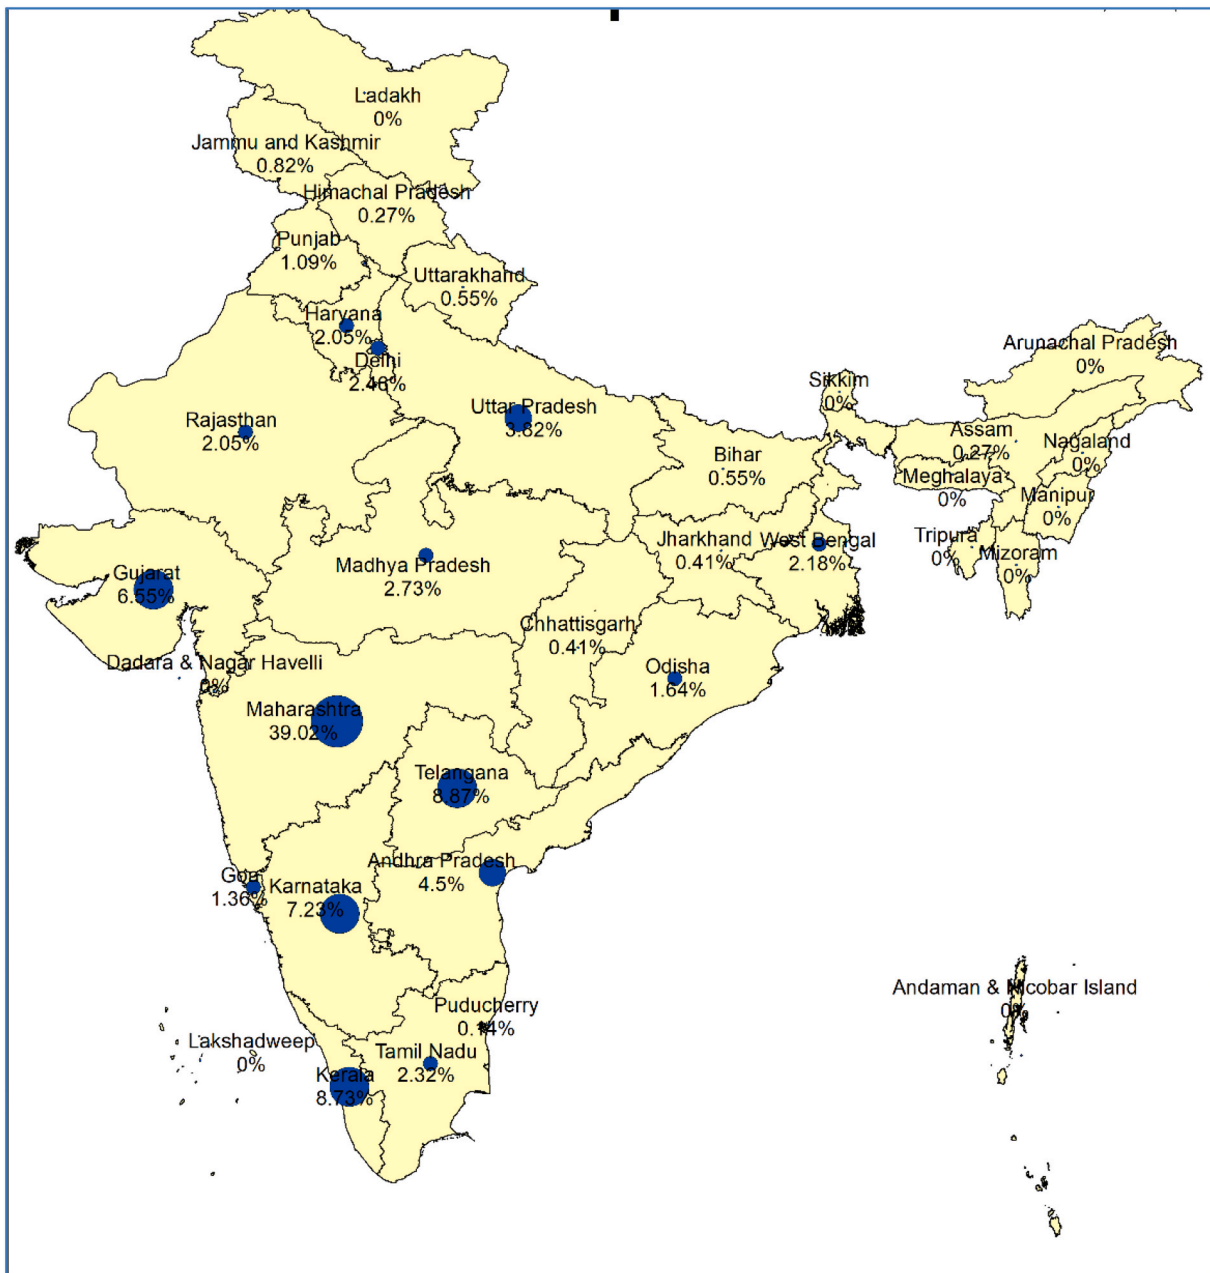 Ladakh
0%
Jammu and Kashmir
0.82%
Himachal Pradesh
0.27%
Punjab
1.09%
Uttarakhand
0.55%
Haryana
2.05%
Delhi
2.46%
Arunachal Pradesh
0%
Sikkim
0%
Rajasthan
2.05%
Uttar Pradesh
3.82%
Bihar
0.55%
Assam
0.27%
Nagaland
0%
Meghalaya
0%
Manipur
0%
Tripura
0%
Mizoram
0%
Jharkhand
0.41%
West Bengal
2.18%
Madhya Pradesh
2.73%
Gujarat
6.55%
Chhattisgarh
0.41%
Dadara & Nagar Havelli
0%
Odisha
1.64%
Maharashtra
39.02%
Telangana
8.87%
Andhra Pradesh
4.5%
Goa
1.36%
Karnataka
7.23%
Andaman & Nicobar Island
0%
Puducherry
0.14%
Lakshadweep
0%
Tamil Nadu
2.32%
Kerala
8.73%